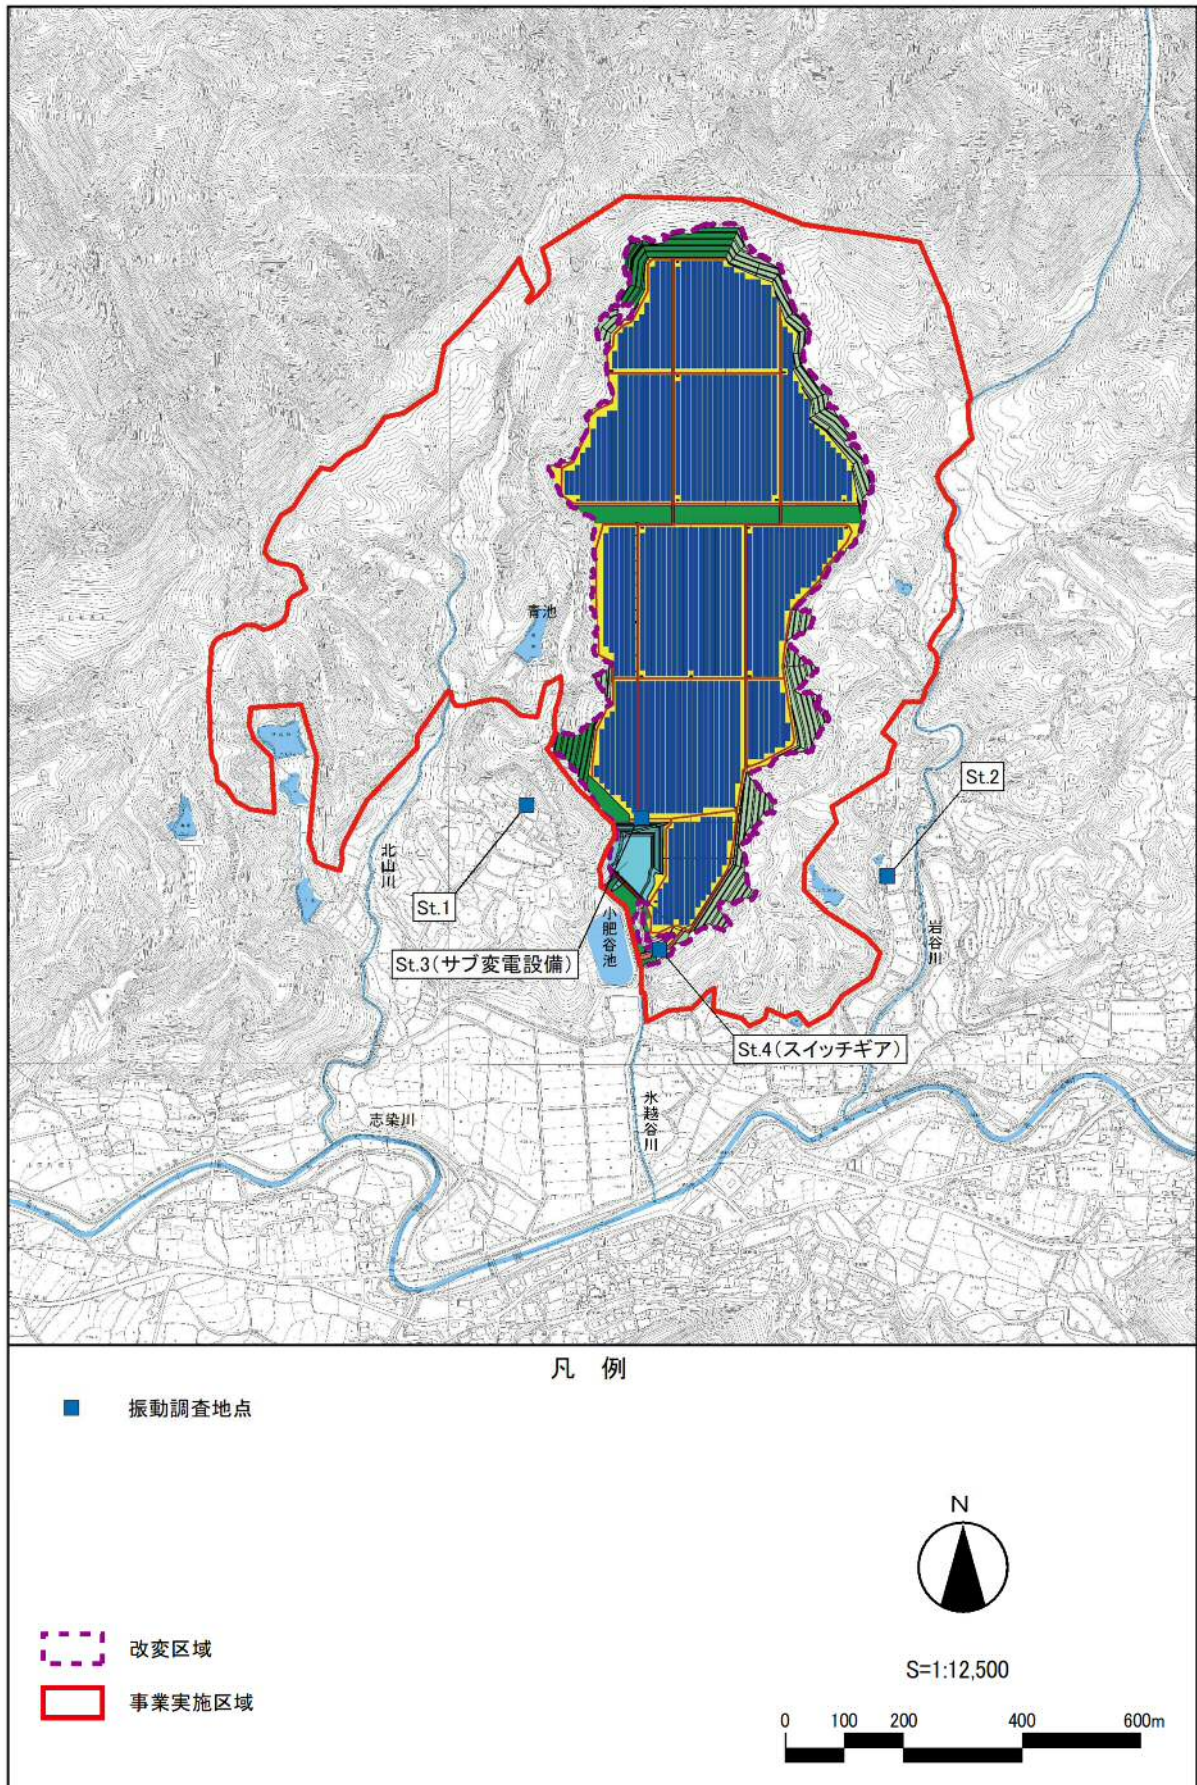 青池
北山川
St.1
St.2
St.3(サブ変電設備)
小肥谷池
岩谷川
St.4(スイッチギア)
志染川
氷越谷川
凡 例
振動調査地点
N
改変区域
S=1:12,500
事業実施区域
0 100 200 400 600m